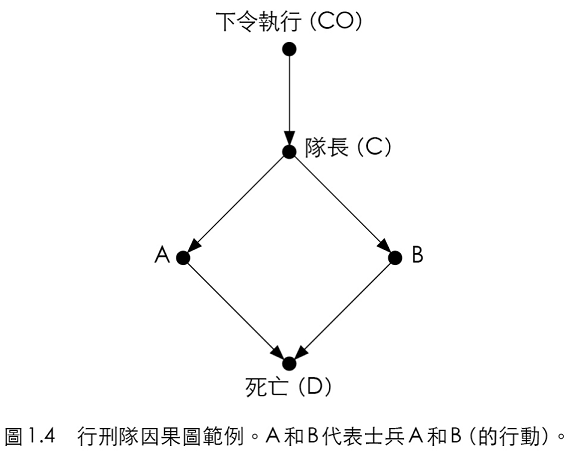 下令執行 (CO)
隊長 (C)
A
B
死亡 (D)
圖1.4　行刑隊因果圖範例。A和B代表士兵A和B (的行動)。